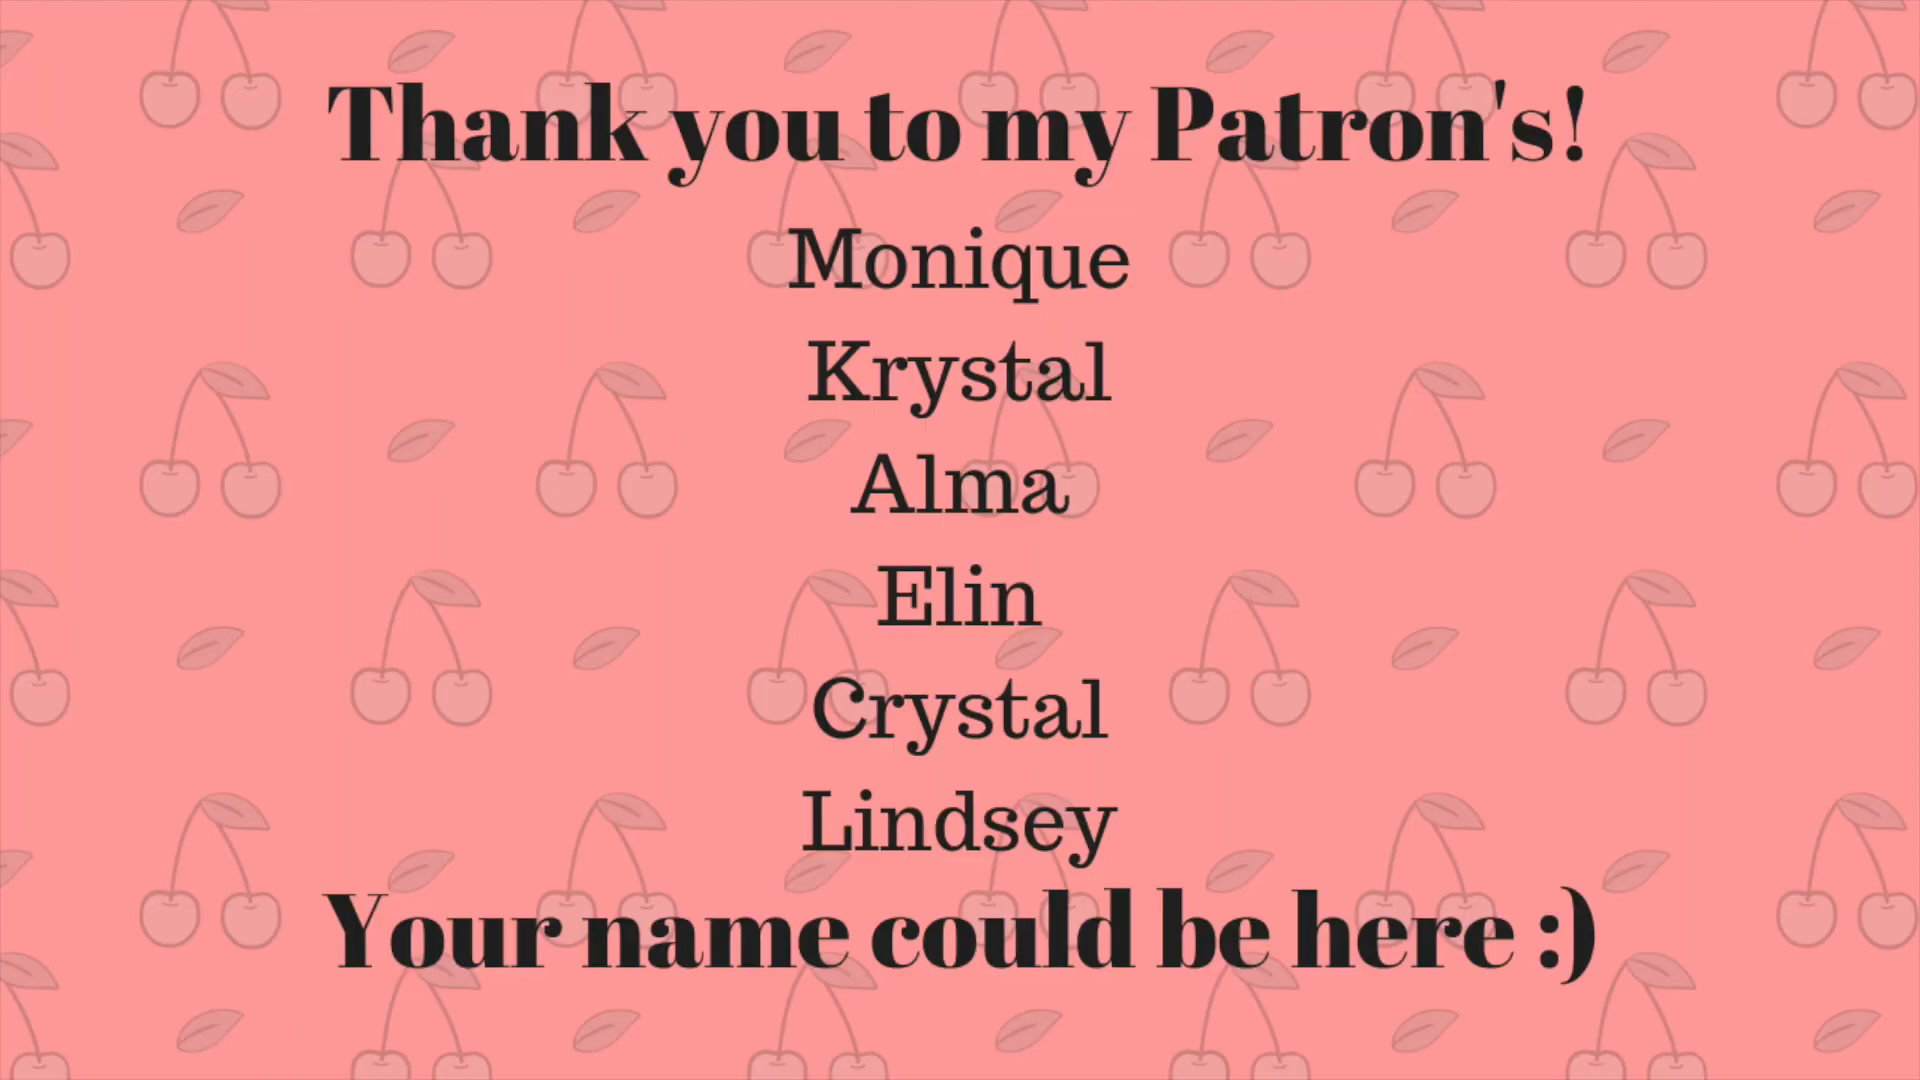 Thank you to my Patron's!
Monique
Krystal
Alma
Elin
Crystal
Lindsey
Your name could be here :)